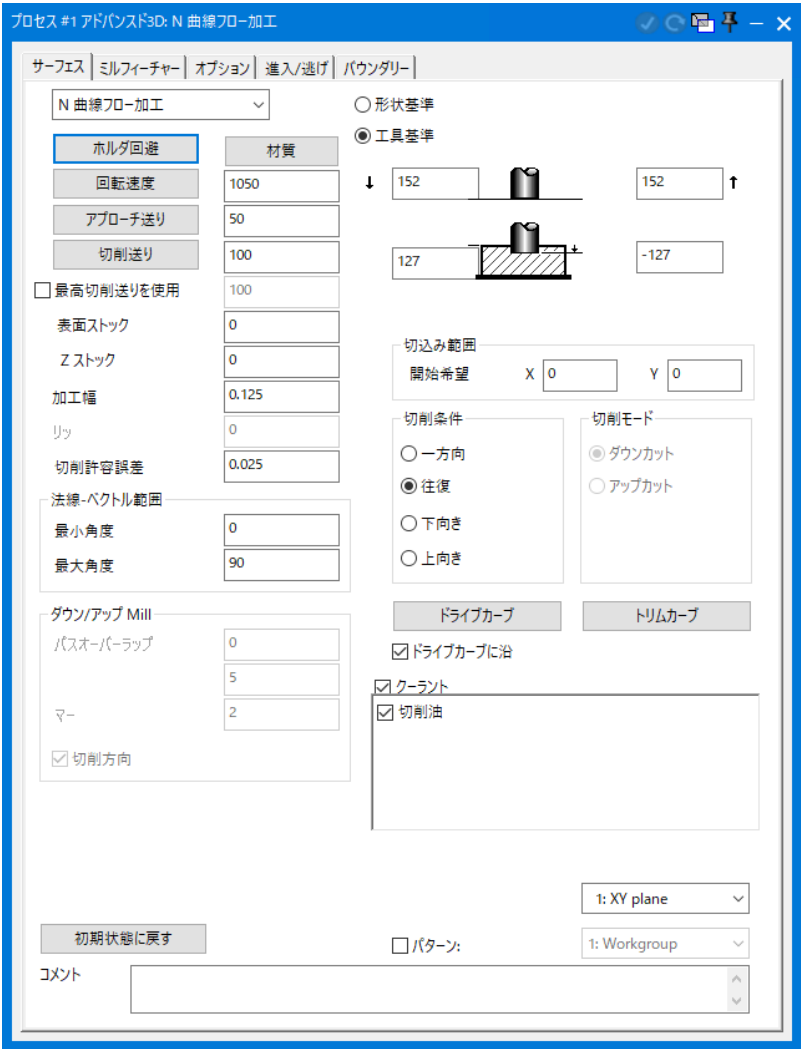 プロセス #1 アドバンスド3D: N 曲線フロー加工
サーフェス ミルフィーチャー オプション 進入/逃げ バウンダリー
N 曲線フロー加工
形状基準
工具基準
ホルダ回避 材質
回転速度 1050
152 152
アプローチ送り 50
切削送り 100
127 -127
最高切削送りを使用 100
表面ストック 0
Z ストック 0
切込み範囲
開始希望 X 0 Y 0
加工幅 0.125
リッ 0
切削許容誤差 0.025
切削条件 切削モード
一方向 ダウンカット
往復 アップカット
下向き
上向き
法線-ベクトル範囲
最小角度 0
最大角度 90
ドライブカーブ トリムカーブ
ドライブカーブに沿
ダウン/アップ Mill
パスオーバーラップ 0
5
マー 2
切削方向
クーラント
切削油
1: XY plane
初期状態に戻す パターン: 1: Workgroup
コメント